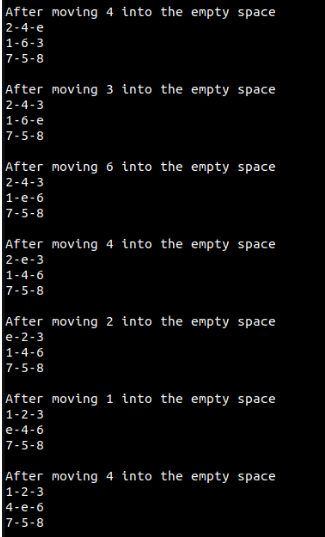 After moving 4 into the empty space
2-4-e
1-6-3
7-5-8
After moving 3 into the empty space
2-4-3
1-6-e
7-5-8
After moving 6 into the empty space
2-4-3
1-e-6
7-5-8
After moving 4 into the empty space
2-e-3
1-4-6
7-5-8
After moving 2 into the empty space
e-2-3
1-4-6
7-5-8
After moving 1 into the empty space
1-2-3
e-4-6
7-5-8
After moving 4 into the empty space
1-2-3
4-e-6
7-5-8